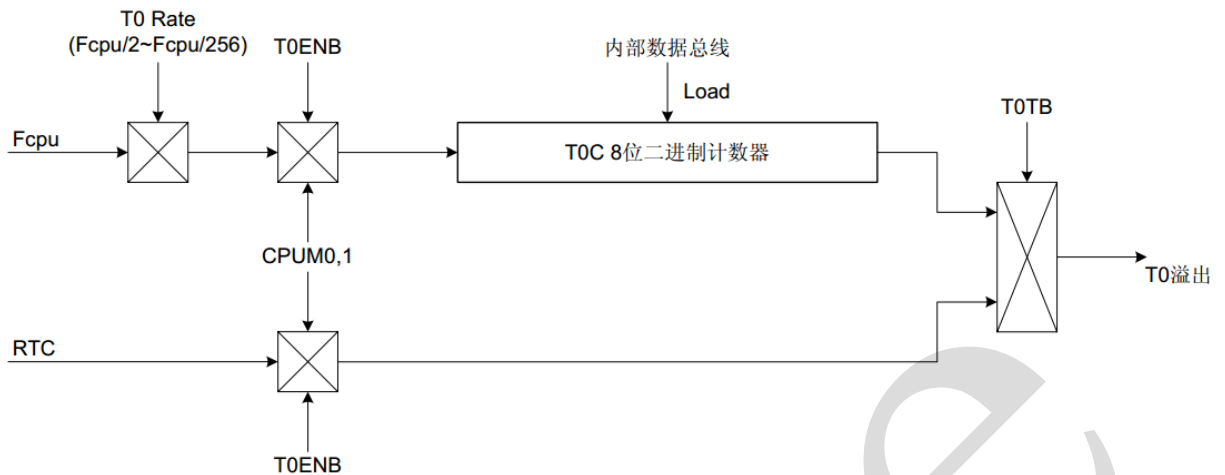 T0 Rate
(Fcpu/2~Fcpu/256)
T0ENB
内部数据总线
Load
T0TB
Fcpu
T0C 8位二进制计数器
CPUM0,1
T0溢出
RTC
T0ENB